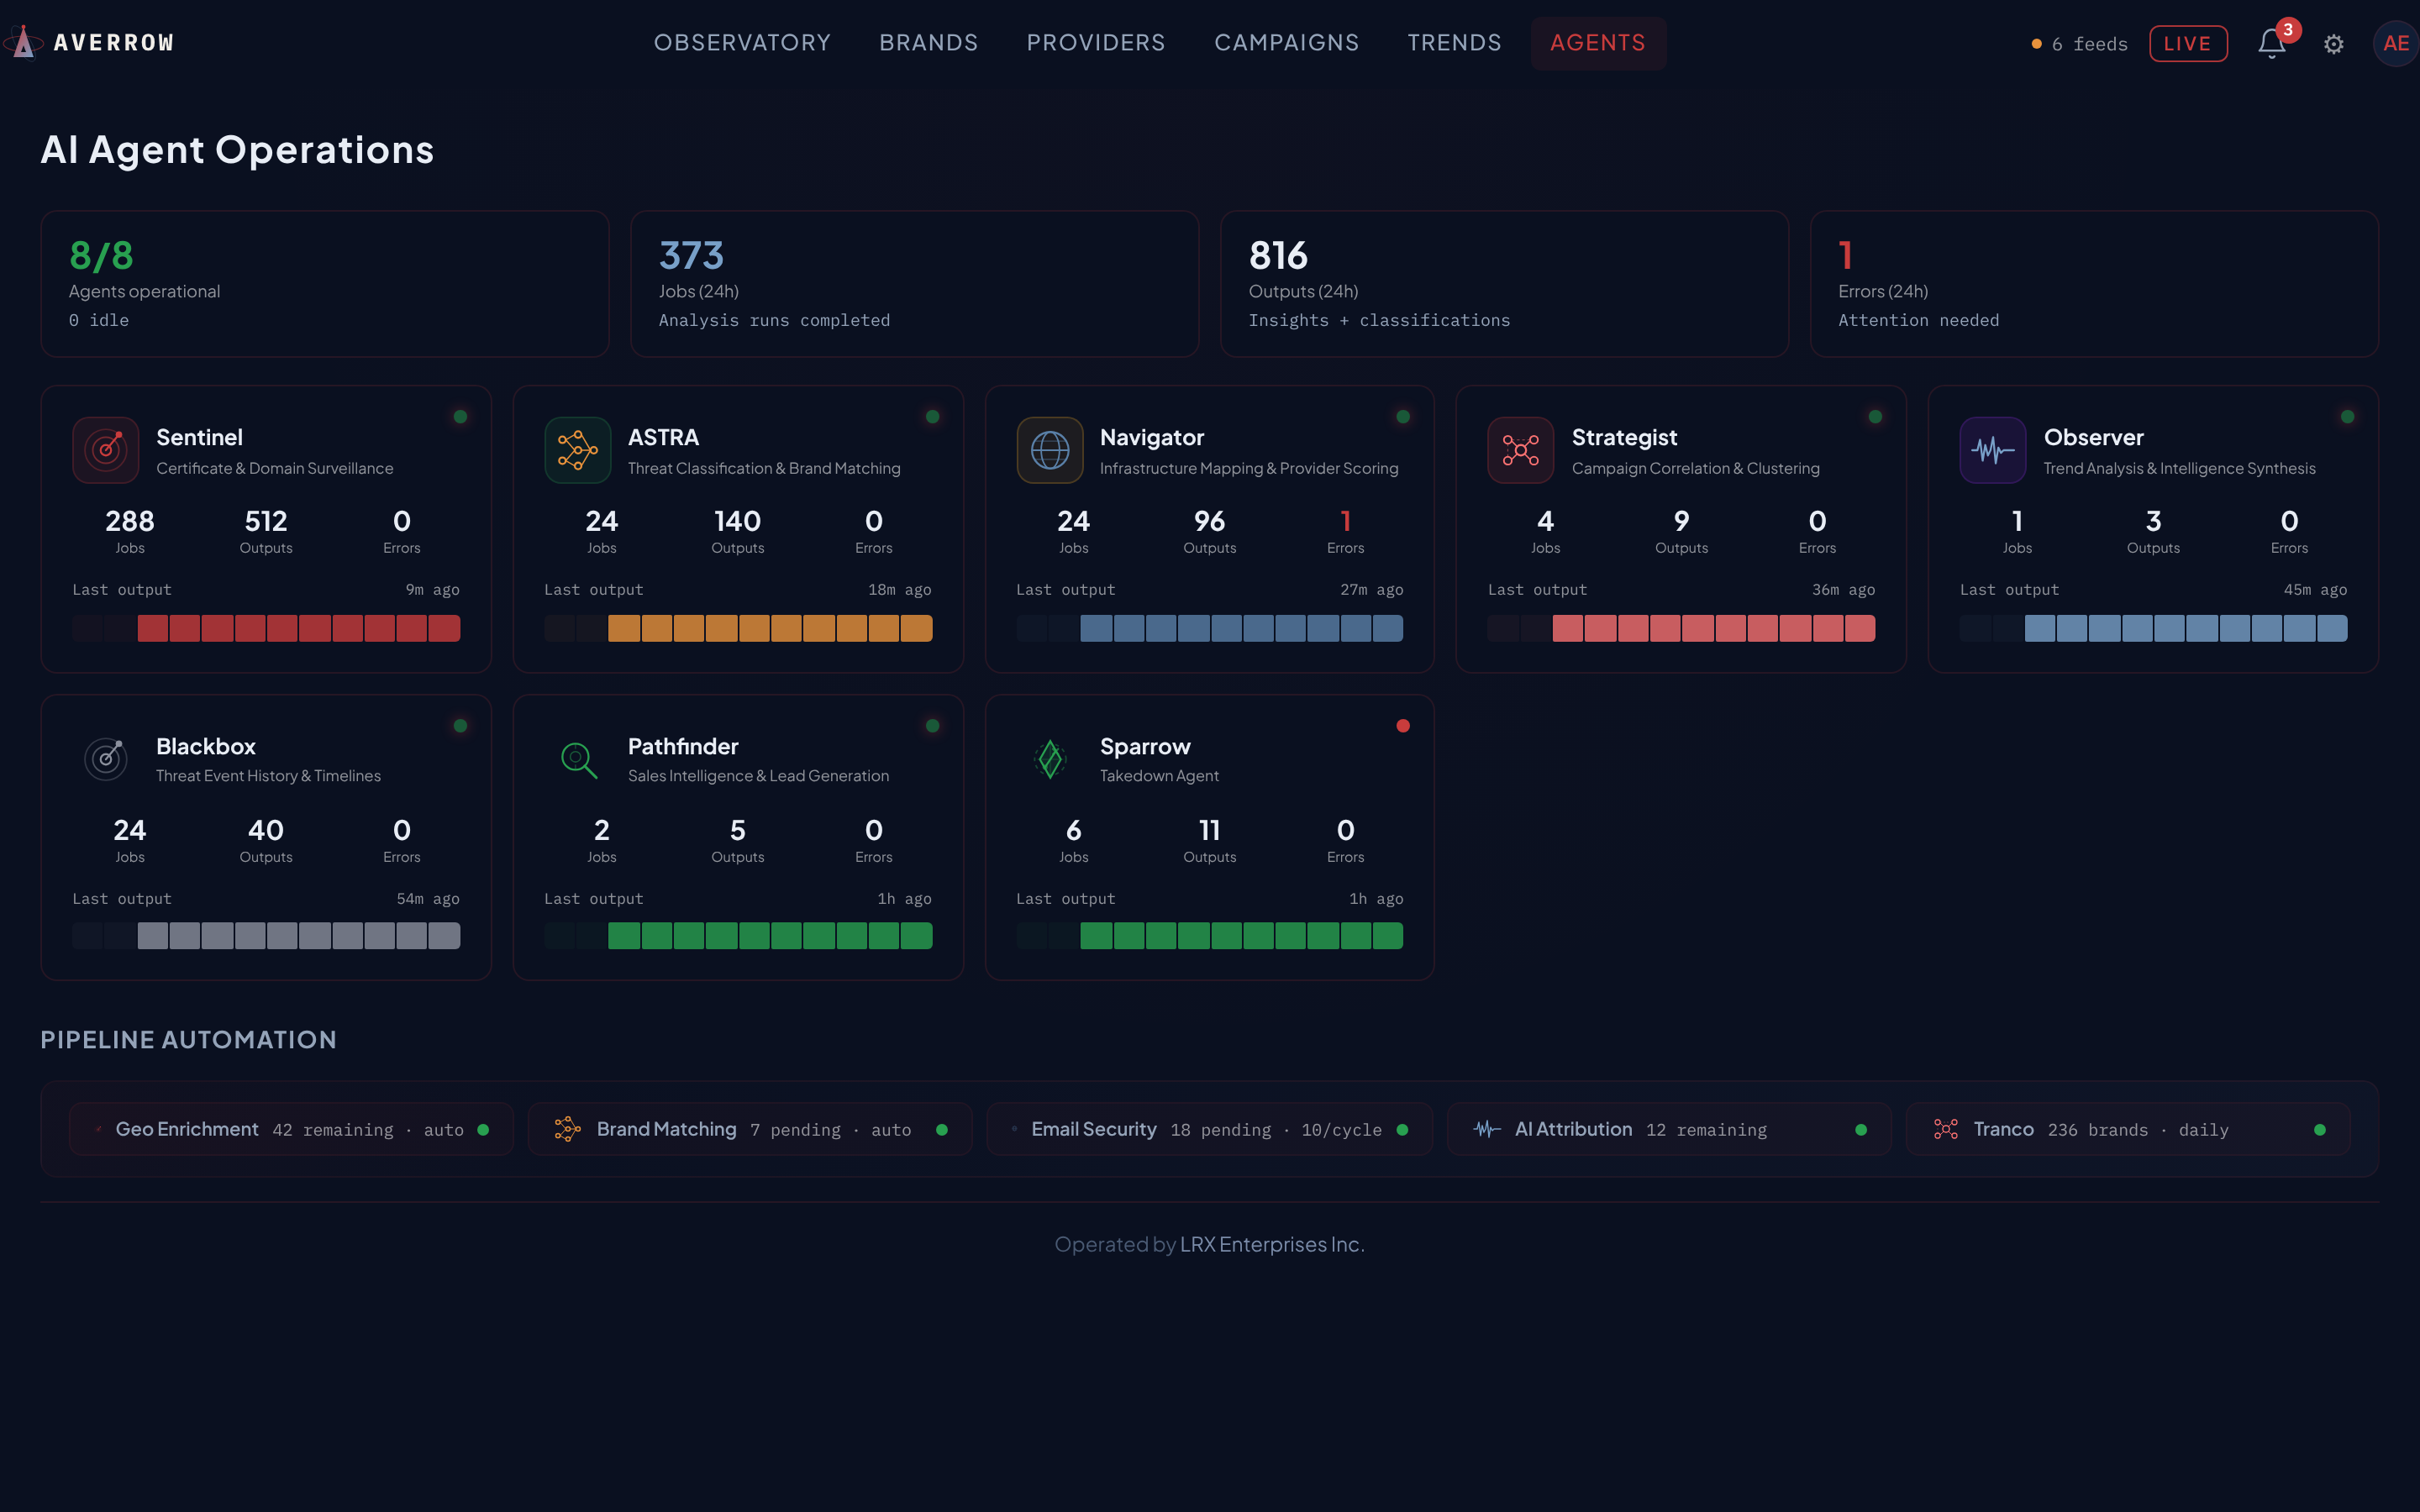 AVERROW
OBSERVATORY BRANDS PROVIDERS CAMPAIGNS TRENDS AGENTS
6 feeds LIVE 3 AE
AI Agent Operations
8/8
Agents operational
0 idle
373
Jobs (24h)
Analysis runs completed
816
Outputs (24h)
Insights + classifications
1
Errors (24h)
Attention needed
Sentinel
Certificate & Domain Surveillance
288 512 0
Jobs Outputs Errors
Last output 9m ago
ASTRA
Threat Classification & Brand Matching
24 140 0
Jobs Outputs Errors
Last output 18m ago
Navigator
Infrastructure Mapping & Provider Scoring
24 96 1
Jobs Outputs Errors
Last output 27m ago
Strategist
Campaign Correlation & Clustering
4 9 0
Jobs Outputs Errors
Last output 36m ago
Observer
Trend Analysis & Intelligence Synthesis
1 3 0
Jobs Outputs Errors
Last output 45m ago
Blackbox
Threat Event History & Timelines
24 40 0
Jobs Outputs Errors
Last output 54m ago
Pathfinder
Sales Intelligence & Lead Generation
2 5 0
Jobs Outputs Errors
Last output 1h ago
Sparrow
Takedown Agent
6 11 0
Jobs Outputs Errors
Last output 1h ago
PIPELINE AUTOMATION
Geo Enrichment 42 remaining · auto
Brand Matching 7 pending · auto
Email Security 18 pending · 10/cycle
AI Attribution 12 remaining
Tranco 236 brands · daily
Operated by LRX Enterprises Inc.